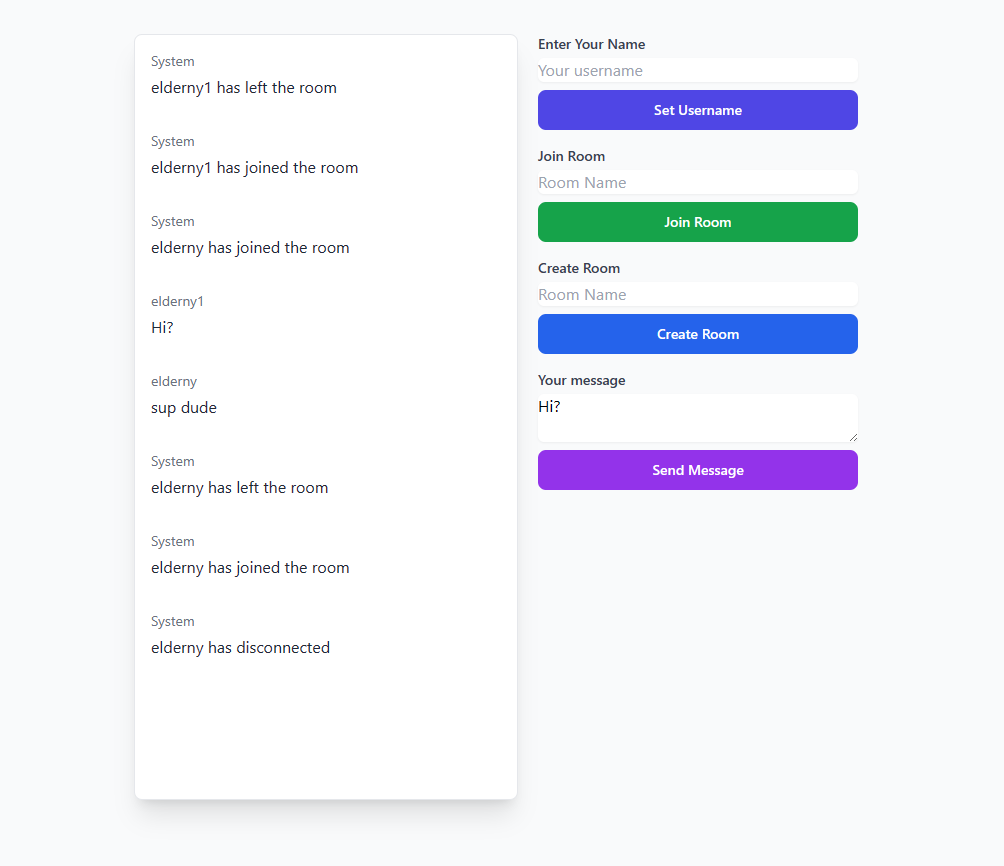 System
elderny1 has left the room
System
elderny1 has joined the room
System
elderny has joined the room
elderny1
Hi?
elderny
sup dude
System
elderny has left the room
System
elderny has joined the room
System
elderny has disconnected
Enter Your Name
Your username
Set Username
Join Room
Room Name
Join Room
Create Room
Room Name
Create Room
Your message
Hi?
Send Message